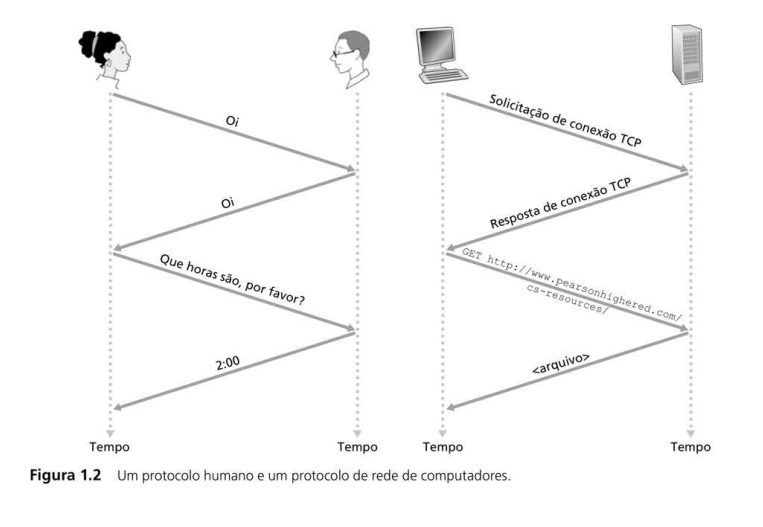 Oi
Oi
Que horas são, por favor?
2:00
Tempo
Tempo
Solicitação de conexão TCP
Resposta de conexão TCP
GET http://www.pearsonhighered.com/
cs-resources/
<arquivo>
Tempo
Tempo
Figura 1.2 Um protocolo humano e um protocolo de rede de computadores.